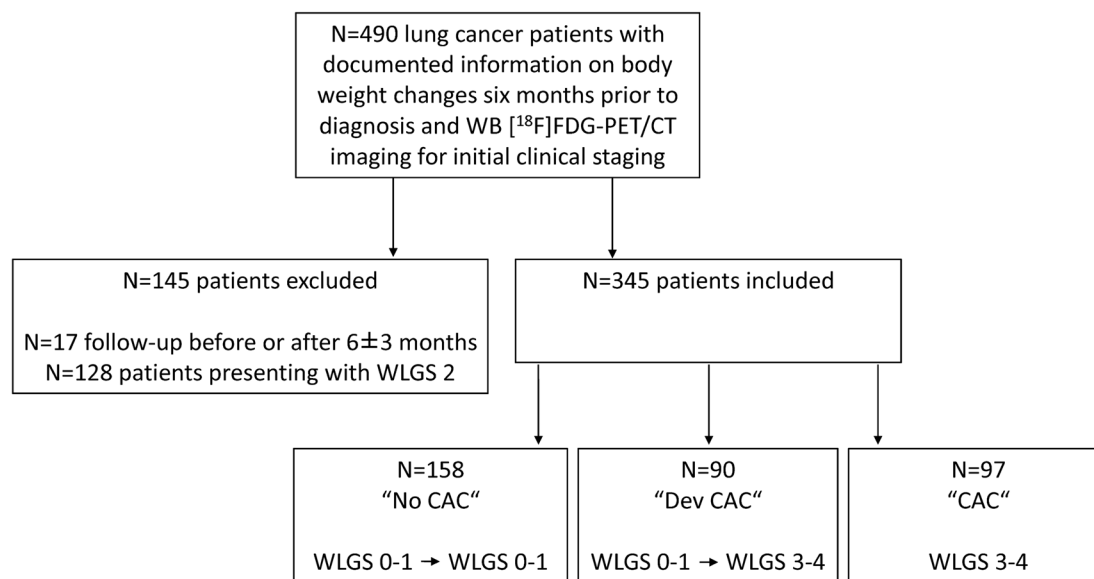 N=490 lung cancer patients with
documented information on body
weight changes six months prior to
diagnosis and WB [¹⁸F]FDG-PET/CT
imaging for initial clinical staging
N=145 patients excluded
N=17 follow-up before or after 6±3 months
N=128 patients presenting with WLGS 2
N=345 patients included
N=158
“No CAC“
WLGS 0-1 → WLGS 0-1
N=90
“Dev CAC“
WLGS 0-1 → WLGS 3-4
N=97
“CAC“
WLGS 3-4